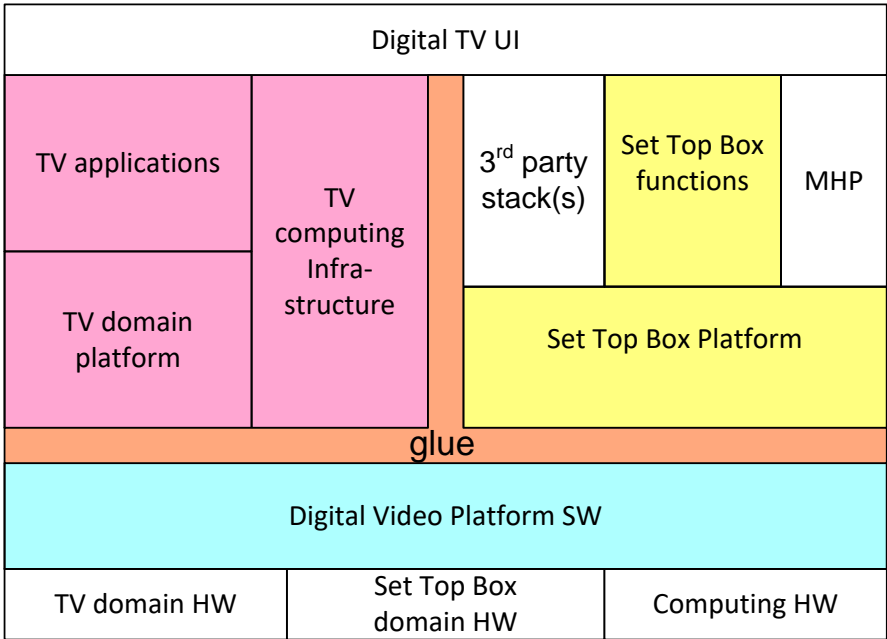 Digital TV UI
TV applications
TV domain
platform
TV
computing
Infra-
structure
3rd party
stack(s)
Set Top Box
functions
MHP
Set Top Box Platform
glue
Digital Video Platform SW
TV domain HW
Set Top Box
domain HW
Computing HW